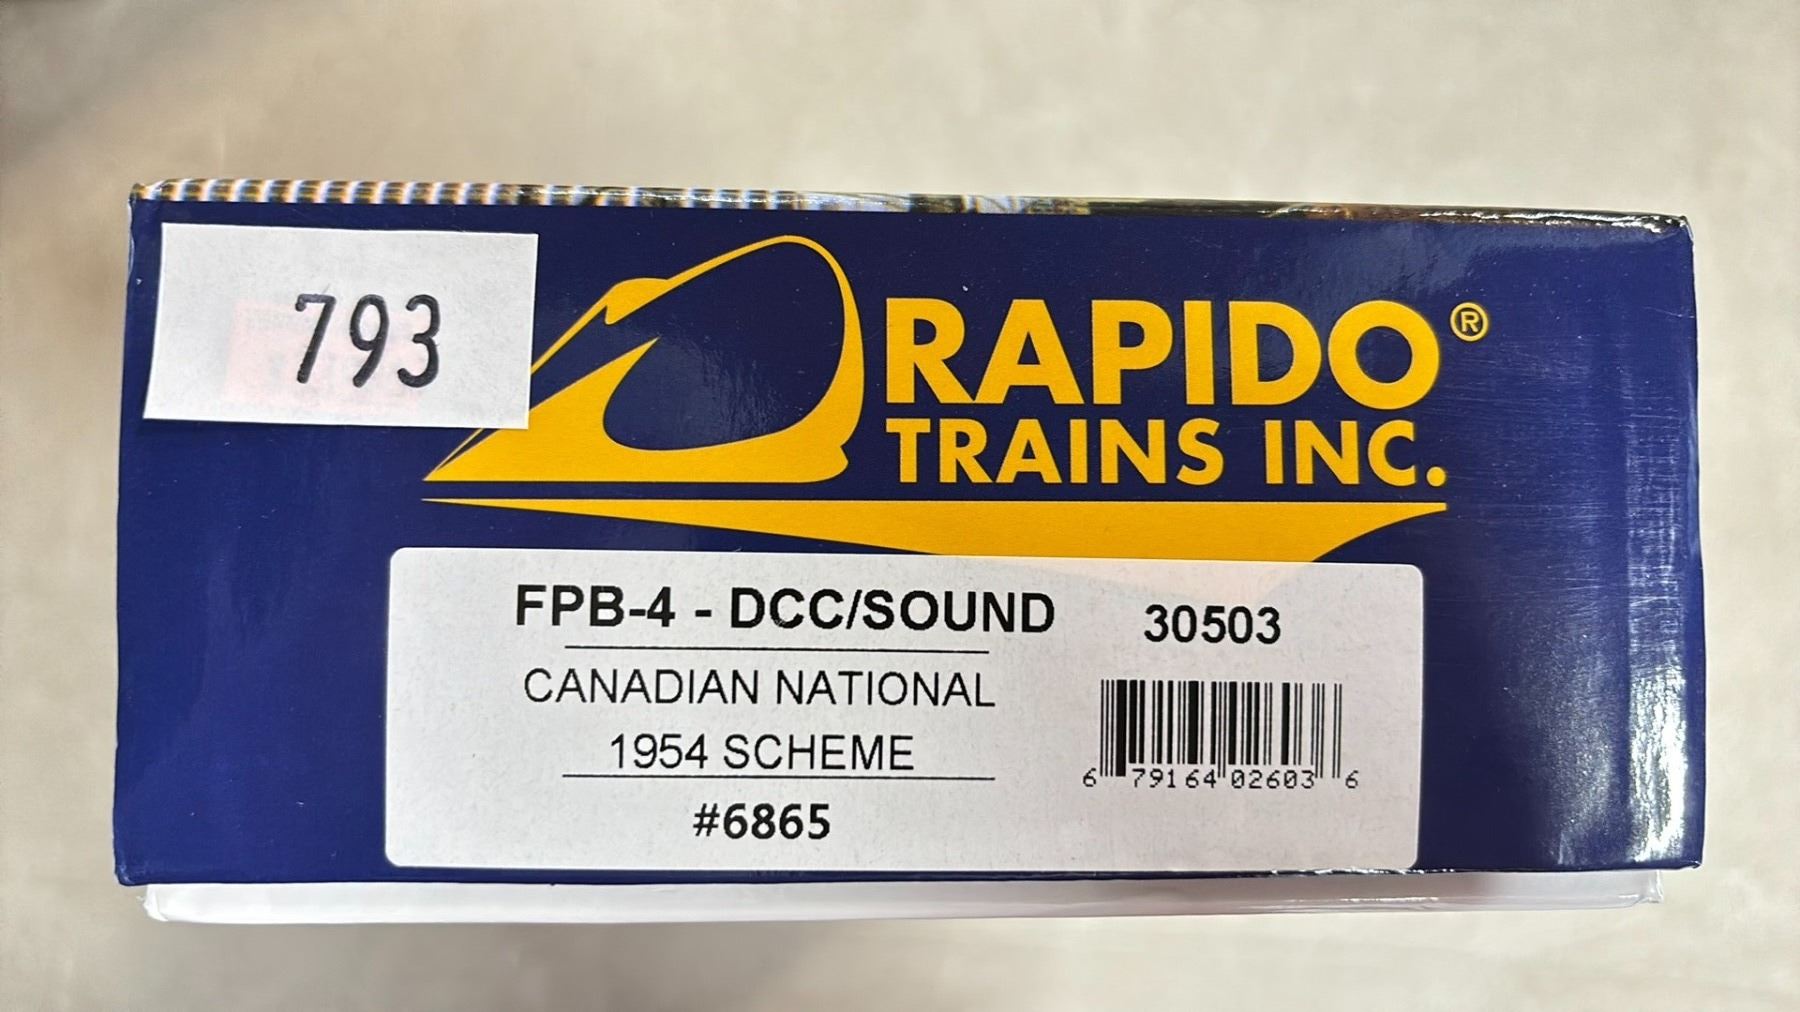 793
RAPIDO®
TRAINS INC.
FPB-4 - DCC/SOUND
30503
CANADIAN NATIONAL
1954 SCHEME
#6865
6 79164 02603 6